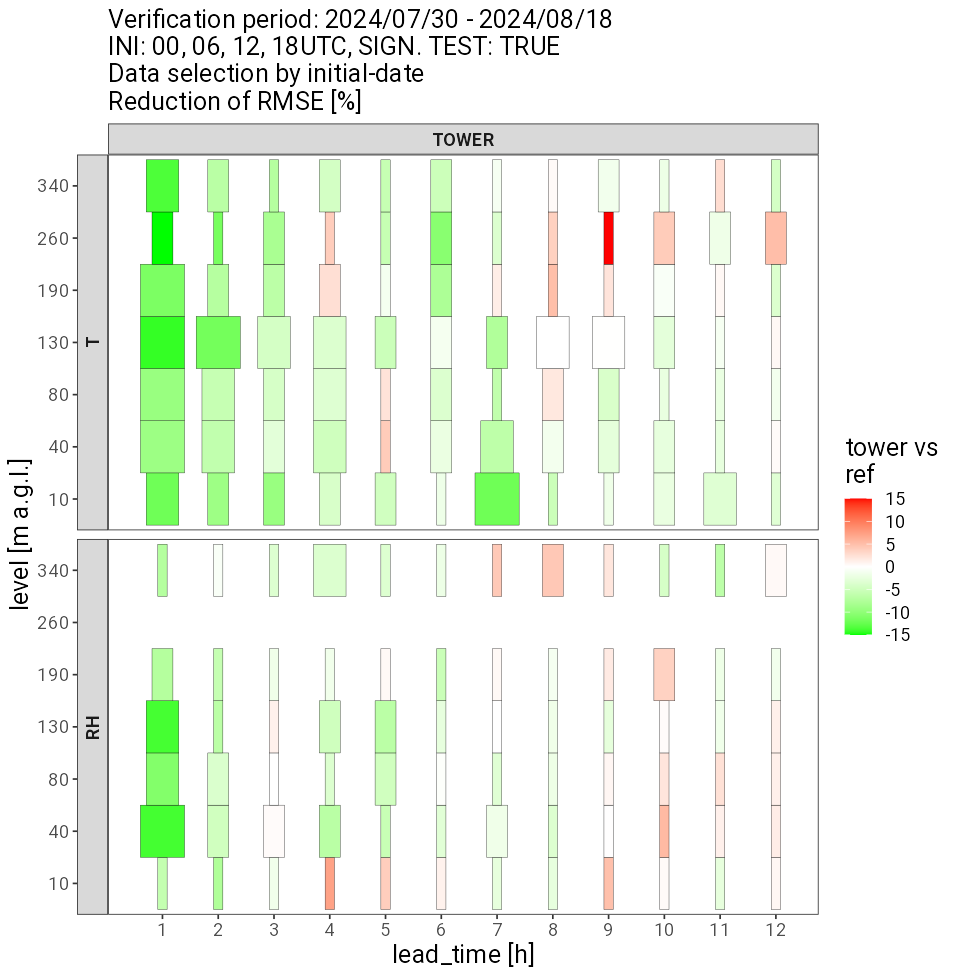 Verification period: 2024/07/30 - 2024/08/18
INI: 00, 06, 12, 18UTC, SIGN. TEST: TRUE
Data selection by initial-date
Reduction of RMSE [%]
TOWER
T
340
260
190
130
80
40
10
RH
340
260
190
130
80
40
10
level [m a.g.l.]
1 2 3 4 5 6 7 8 9 10 11 12
lead_time [h]
tower vs
ref
15
10
5
0
-5
-10
-15